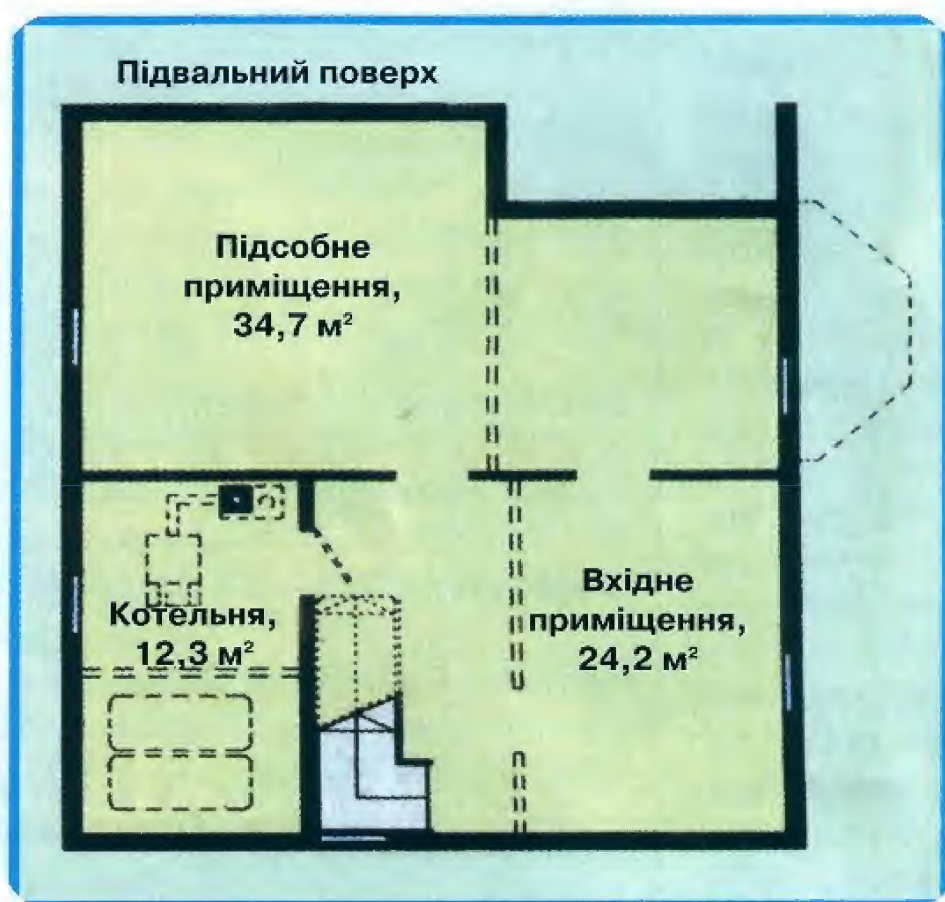 Підвальний поверх
Підсобне
приміщення,
34,7 м²
Котельня,
12,3 м²
Вхідне
приміщення,
24,2 м²